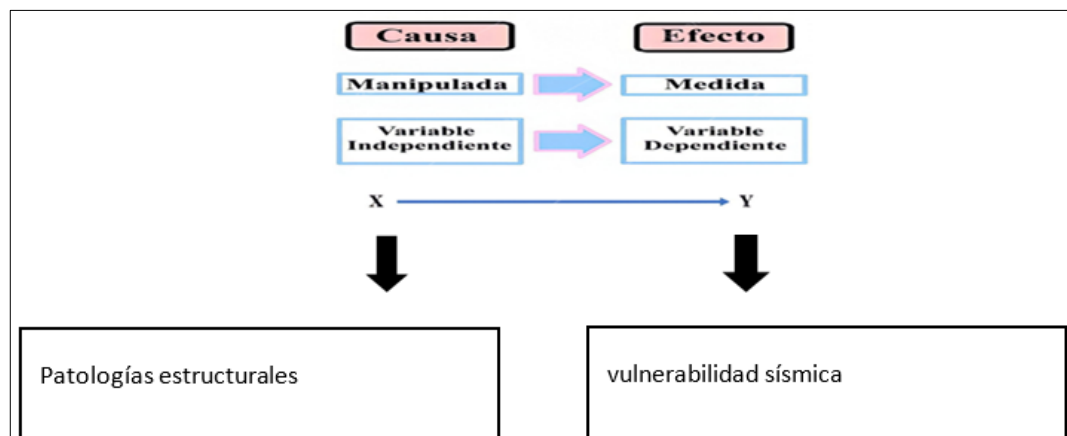 Causa Efecto
Manipulada Medida
Variable Independiente Variable Dependiente
X Y
Patologías estructurales vulnerabilidad sísmica